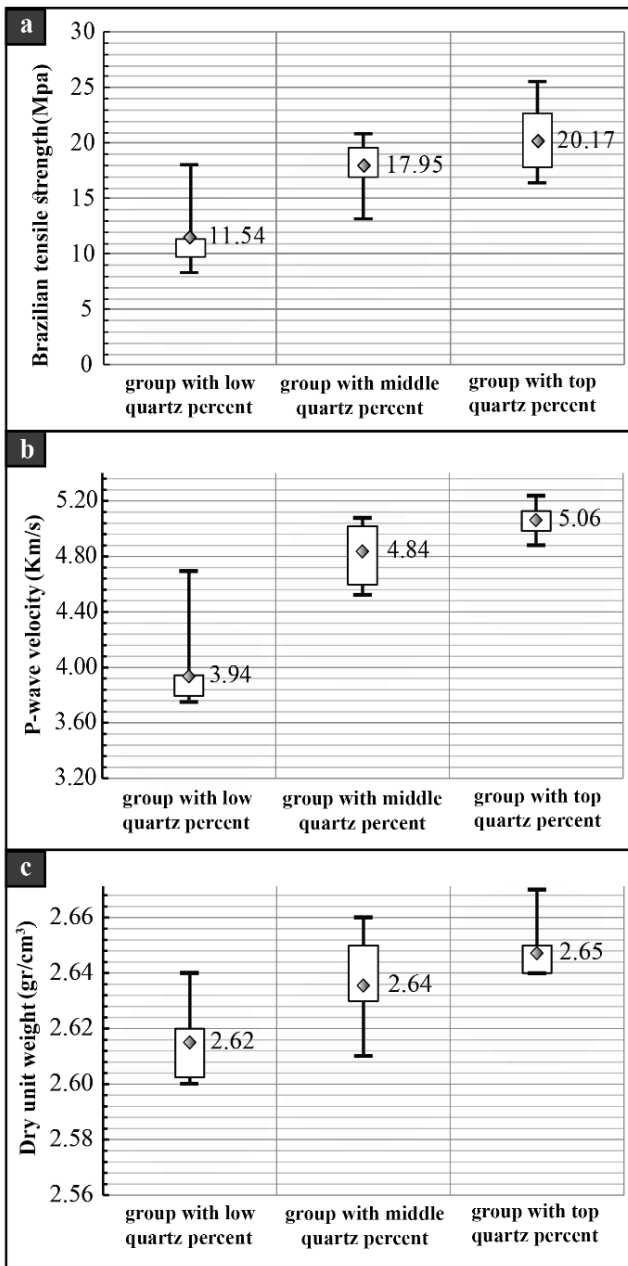 a
Brazilian tensile strength(Mpa)
30
25
20
15
10
5
0
11.54
17.95
20.17
group with low
quartz percent
group with middle
quartz percent
group with top
quartz percent
b
P-wave velocity (Km/s)
5.20
4.80
4.40
4.00
3.60
3.20
3.94
4.84
5.06
group with low
quartz percent
group with middle
quartz percent
group with top
quartz percent
c
Dry unit weight (gr/cm³)
2.66
2.64
2.62
2.60
2.58
2.56
2.62
2.64
2.65
group with low
quartz percent
group with middle
quartz percent
group with top
quartz percent